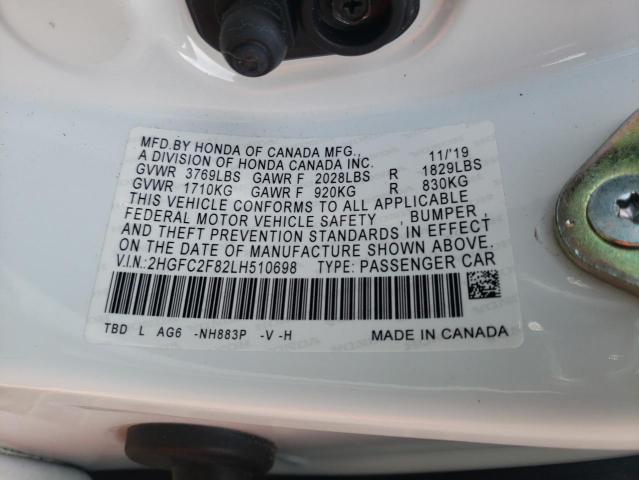 MFD.BY HONDA OF CANADA MFG.,
A DIVISION OF HONDA CANADA INC. 11/'19
GVWR 3769LBS GAWR F 2028LBS R 1829LBS
GVWR 1710KG GAWR F 920KG R 830KG
THIS VEHICLE CONFORMS TO ALL APPLICABLE
FEDERAL MOTOR VEHICLE SAFETY , BUMPER ,
AND THEFT PREVENTION STANDARDS IN EFFECT
ON THE DATE OF MANUFACTURE SHOWN ABOVE.
V.I.N.:2HGFC2F82LH510698 TYPE: PASSENGER CAR
TBD L AG6 -NH883P -V -H MADE IN CANADA